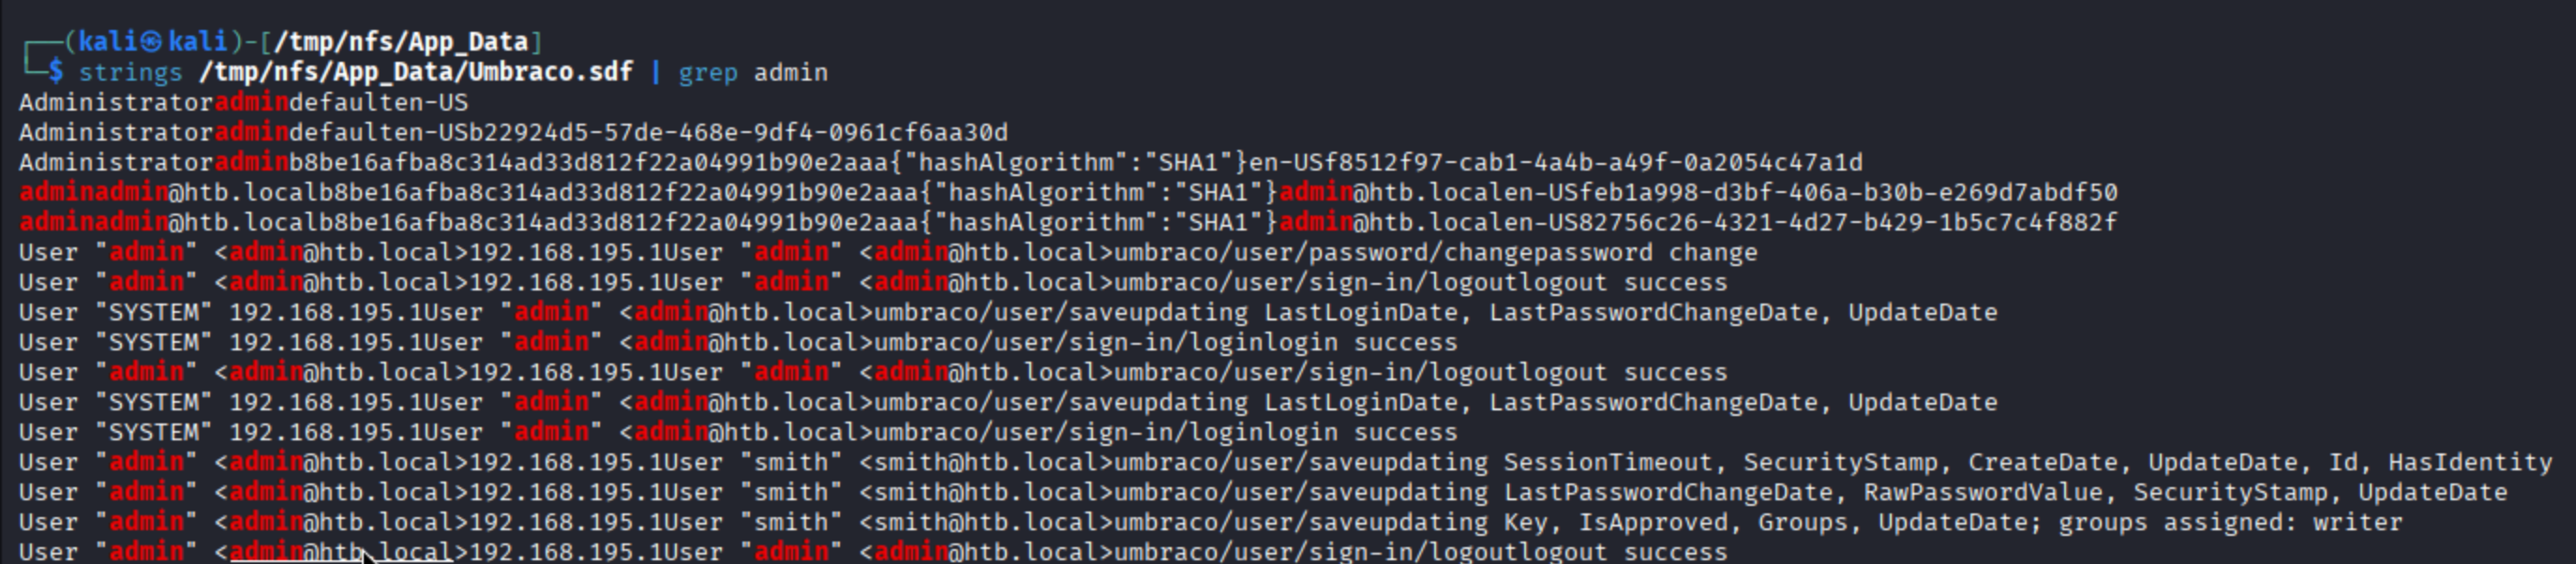 ┌──(kali㉿kali)-[/tmp/nfs/App_Data]
└─$ strings /tmp/nfs/App_Data/Umbraco.sdf | grep admin
Administratoradmindefaulten-US
Administratoradmindefaulten-USb22924d5-57de-468e-9df4-0961cf6aa30d
Administratoradminb8be16afba8c314ad33d812f22a04991b90e2aaa{"hashAlgorithm":"SHA1"}en-USf8512f97-cab1-4a4b-a49f-0a2054c47a1d
adminadmin@htb.localb8be16afba8c314ad33d812f22a04991b90e2aaa{"hashAlgorithm":"SHA1"}admin@htb.localen-USfeb1a998-d3bf-406a-b30b-e269d7abdf50
adminadmin@htb.localb8be16afba8c314ad33d812f22a04991b90e2aaa{"hashAlgorithm":"SHA1"}admin@htb.localen-US82756c26-4321-4d27-b429-1b5c7c4f882f
User "admin" <admin@htb.local>192.168.195.1User "admin" <admin@htb.local>umbraco/user/password/changepassword change
User "admin" <admin@htb.local>192.168.195.1User "admin" <admin@htb.local>umbraco/user/sign-in/logoutlogout success
User "SYSTEM" 192.168.195.1User "admin" <admin@htb.local>umbraco/user/saveupdating LastLoginDate, LastPasswordChangeDate, UpdateDate
User "SYSTEM" 192.168.195.1User "admin" <admin@htb.local>umbraco/user/sign-in/loginlogin success
User "admin" <admin@htb.local>192.168.195.1User "admin" <admin@htb.local>umbraco/user/sign-in/logoutlogout success
User "SYSTEM" 192.168.195.1User "admin" <admin@htb.local>umbraco/user/saveupdating LastLoginDate, LastPasswordChangeDate, UpdateDate
User "SYSTEM" 192.168.195.1User "admin" <admin@htb.local>umbraco/user/sign-in/loginlogin success
User "admin" <admin@htb.local>192.168.195.1User "smith" <smith@htb.local>umbraco/user/saveupdating SessionTimeout, SecurityStamp, CreateDate, UpdateDate, Id, HasIdentity
User "admin" <admin@htb.local>192.168.195.1User "smith" <smith@htb.local>umbraco/user/saveupdating LastPasswordChangeDate, RawPasswordValue, SecurityStamp, UpdateDate
User "admin" <admin@htb.local>192.168.195.1User "smith" <smith@htb.local>umbraco/user/saveupdating Key, IsApproved, Groups, UpdateDate; groups assigned: writer
User "admin" <admin@htb.local>192.168.195.1User "admin" <admin@htb.local>umbraco/user/sign-in/logoutlogout success